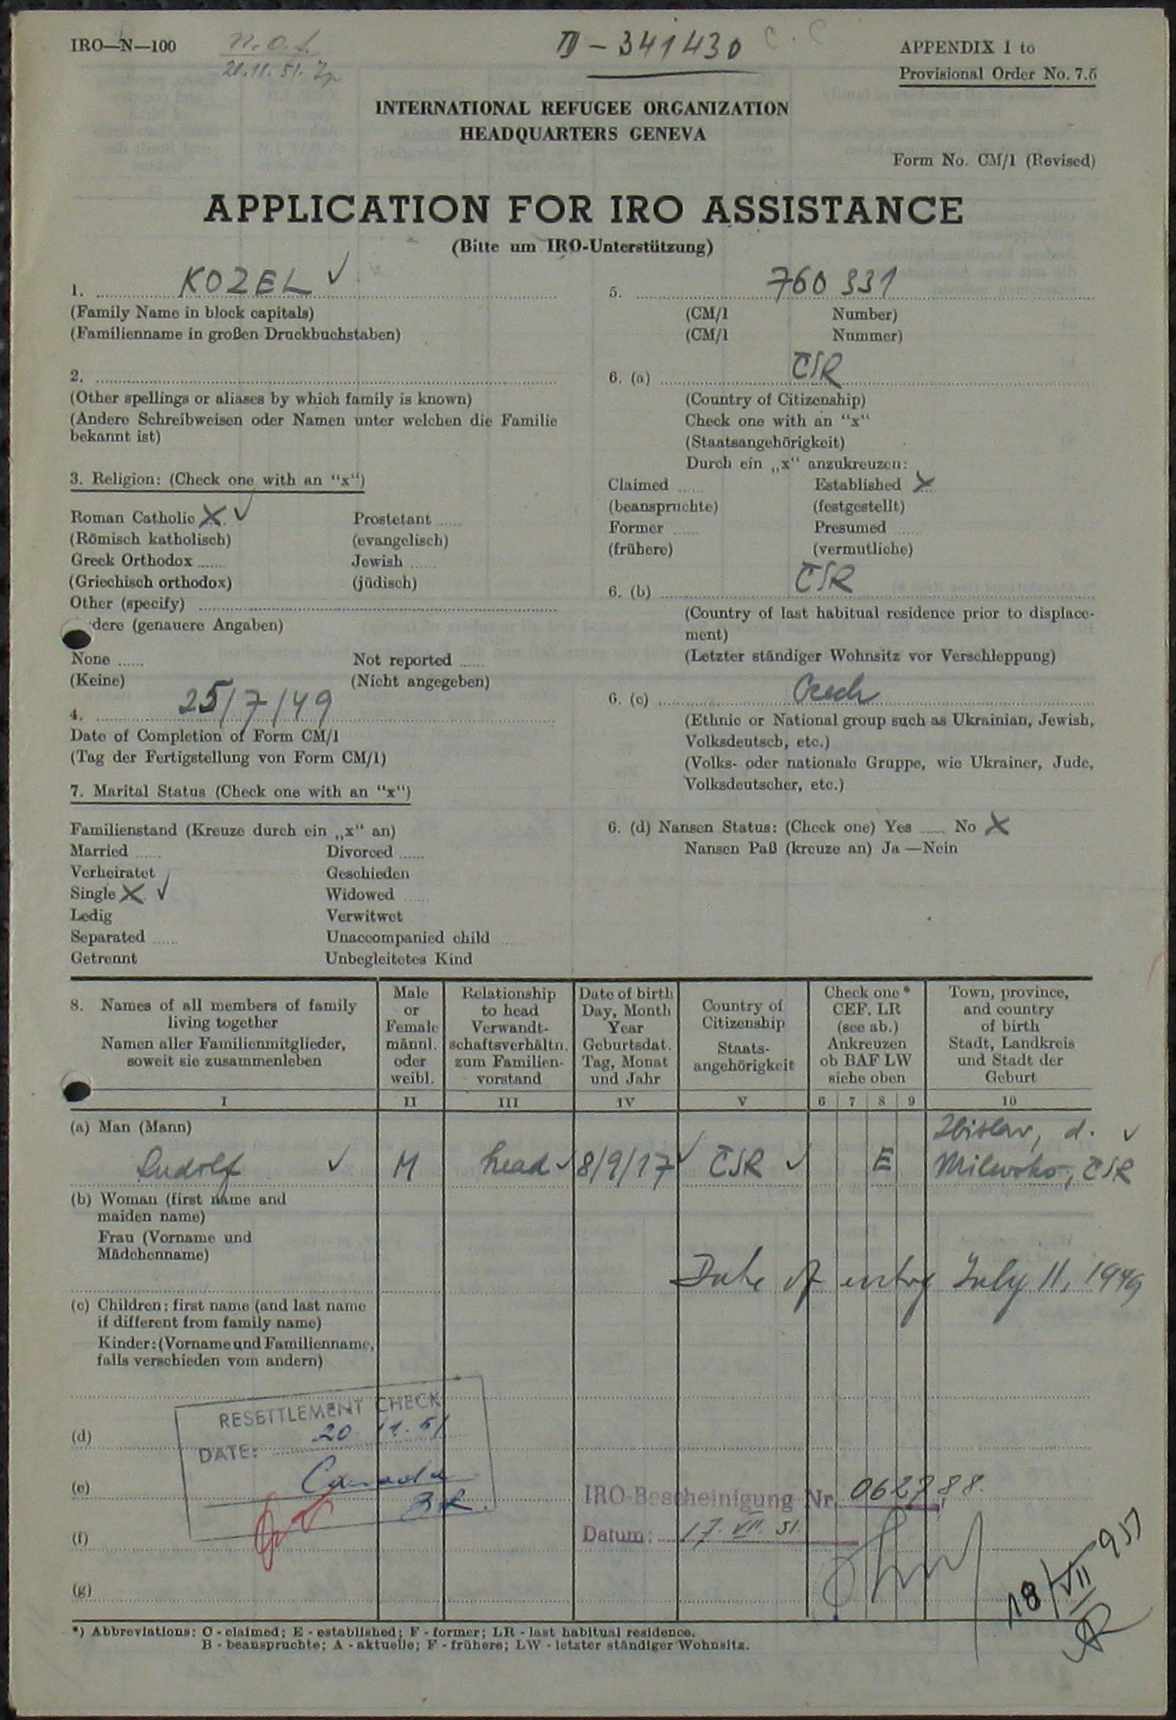 IRO—N—100
N.O.L.
21.11.51.
D – 341430
C.C
APPENDIX 1 to
Provisional Order No. 7.5
INTERNATIONAL REFUGEE ORGANIZATION
HEADQUARTERS GENEVA
Form No. CM/1 (Revised)
APPLICATION FOR IRO ASSISTANCE
(Bitte um IRO-Unterstützung)
1. KOZEL ✓
(Family Name in block capitals)
(Familienname in großen Druckbuchstaben)
2.
(Other spellings or aliases by which family is known)
(Andere Schreibweisen oder Namen unter welchen die Familie
bekannt ist)
3. Religion: (Check one with an “x“)
Roman Catholic X ✓ Prostetant
(Römisch katholisch) (evangelisch)
Greek Orthodox Jewish
(Griechisch orthodox) (jüdisch)
Other (specify)
dere (genauere Angaben)
None Not reported
(Keine) (Nicht angegeben)
4. 25/7/49
Date of Completion of Form CM/1
(Tag der Fertigstellung von Form CM/1)
5. 760 331
(CM/1 Number)
(CM/1 Nummer)
6. (a) ČSR
(Country of Citizenship)
Check one with an “x“
(Staatsangehörigkeit)
Durch ein „x“ anzukreuzen:
Claimed Established X
(beanspruchte) (festgestellt)
Former Presumed
(frühere) (vermutliche)
6. (b) ČSR
(Country of last habitual residence prior to displace-
ment)
(Letzter ständiger Wohnsitz vor Verschleppung)
6. (c) Czech
(Ethnic or National group such as Ukrainian, Jewish,
Volksdeutsch, etc.)
(Volks- oder nationale Gruppe, wie Ukrainer, Jude,
Volksdeutscher, etc.)
6. (d) Nansen Status: (Check one) Yes No X
Nansen Paß (kreuze an) Ja —Nein
7. Marital Status (Check one with an “x“)
Familienstand (Kreuze durch ein „x“ an)
Married Divorced
Verheiratet Geschieden
Single X ✓ Widowed
Ledig Verwitwet
Separated Unaccompanied child
Getrennt Unbegleitetes Kind
8. Names of all members of family
living together
Namen aller Familienmitglieder,
soweit sie zusammenleben
Male
or
Female
männl.
oder
weibl.
Relationship
to head
Verwandt-
schaftsverhältn.
zum Familien-
vorstand
Date of birth
Day, Month
Year
Geburtsdat.
Tag, Monat
und Jahr
Country of
Citizenship
Staats-
angehörigkeit
Check one *
CEF. LR
(see ab.)
Ankreuzen
ob BAF LW
siche oben
Town, province,
and country
of birth
Stadt, Landkreis
und Stadt der
Geburt
I II III IV V 6 7 8 9 10
(a) Man (Mann)
Rudolf ✓ M head ✓ 8/9/17 ✓ ČSR ✓ E Zbislav, d. ✓
Milevsko, ČSR
(b) Woman (first name and
maiden name)
Frau (Vorname und
Mädchenname)
Date of entry July 11, 1949
(c) Children: first name (and last name
if different from family name)
Kinder: (Vorname und Familienname,
falls verschieden vom andern)
RESETTLEMENT CHECK
20.11.51
DATE:
Canada
BR.
(d)
(e)
(f)
(g)
IRO-Bescheinigung Nr. 062788.
Datum: 17. VII. 51.
18/VII 951
*) Abbreviations: C - claimed; E - established; F - former; LR - last habitual residence.
B - beanspruchte; A - aktuelle; F - frühere; LW - letzter ständiger Wohnsitz.